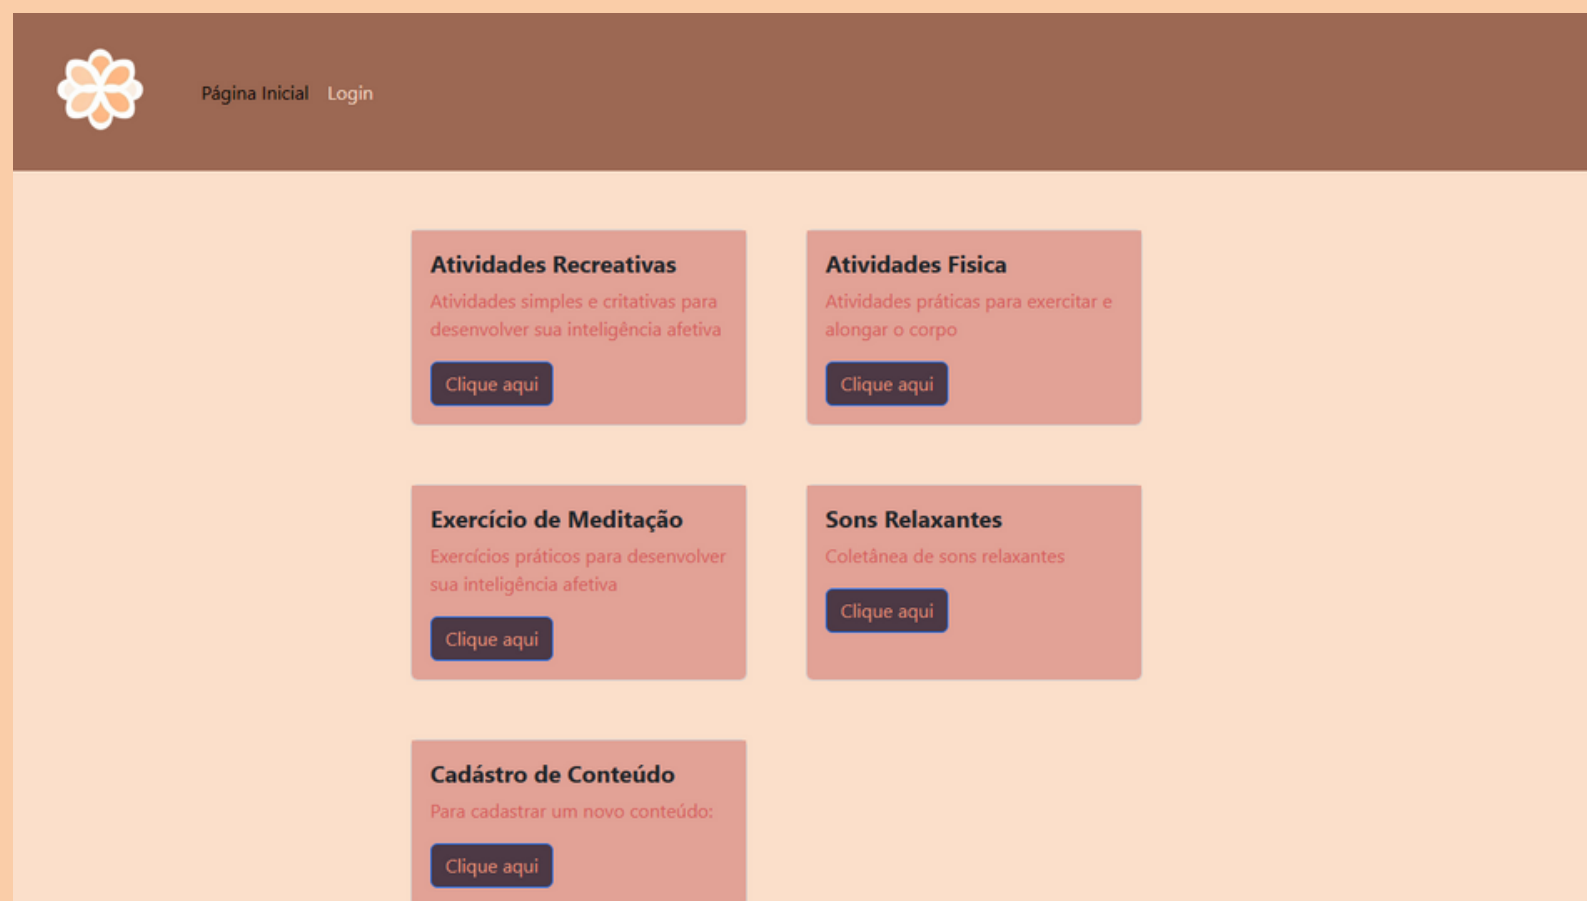 Página Inicial Login
Atividades Recreativas
Atividades simples e critativas para
desenvolver sua inteligência afetiva
Clique aqui
Atividades Fisica
Atividades práticas para exercitar e
alongar o corpo
Clique aqui
Exercício de Meditação
Exercícios práticos para desenvolver
sua inteligência afetiva
Clique aqui
Sons Relaxantes
Coletânea de sons relaxantes
Clique aqui
Cadástro de Conteúdo
Para cadastrar um novo conteúdo:
Clique aqui